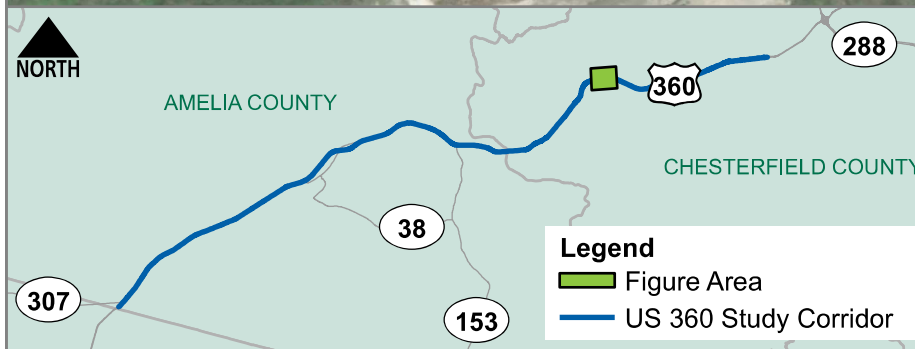 NORTH
288
360
AMELIA COUNTY
CHESTERFIELD COUNTY
38
307
153
Legend
Figure Area
US 360 Study Corridor